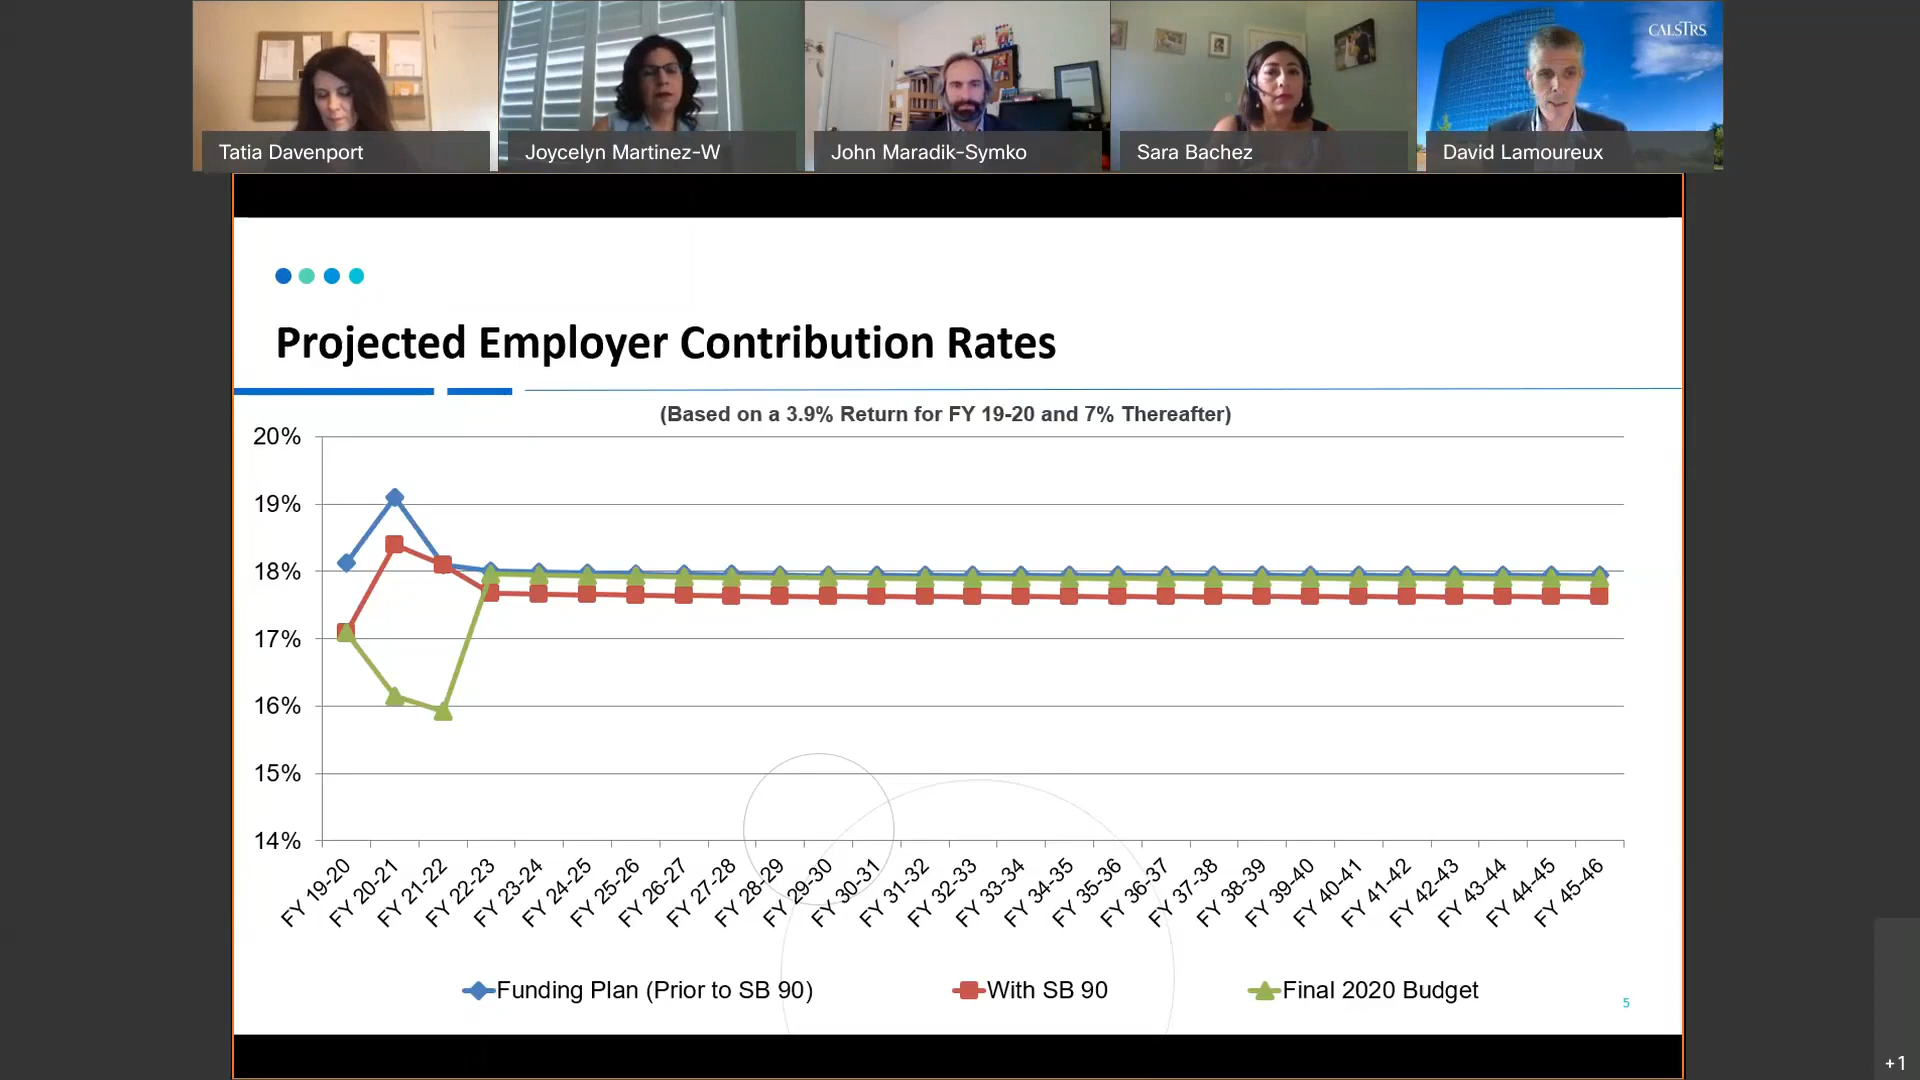 CALSTRS
Tatia Davenport
Joycelyn Martinez-W
John Maradik-Symko
Sara Bachez
David Lamoureux
Projected Employer Contribution Rates
(Based on a 3.9% Return for FY 19-20 and 7% Thereafter)
20%
19%
18%
17%
16%
15%
14%
FY 19-20
FY 20-21
FY 21-22
FY 22-23
FY 23-24
FY 24-25
FY 25-26
FY 26-27
FY 27-28
FY 28-29
FY 29-30
FY 30-31
FY 31-32
FY 32-33
FY 33-34
FY 34-35
FY 35-36
FY 36-37
FY 37-38
FY 38-39
FY 39-40
FY 40-41
FY 41-42
FY 42-43
FY 43-44
FY 44-45
FY 45-46
Funding Plan (Prior to SB 90)
With SB 90
Final 2020 Budget
5
+1